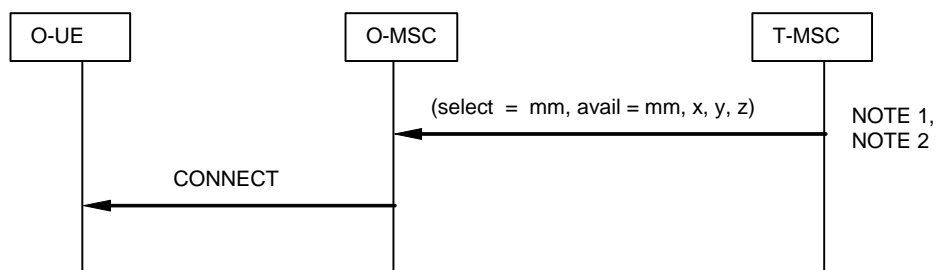 O-UE
O-MSC
T-MSC
(select = mm, avail = mm, x, y, z)
NOTE 1,
NOTE 2
CONNECT